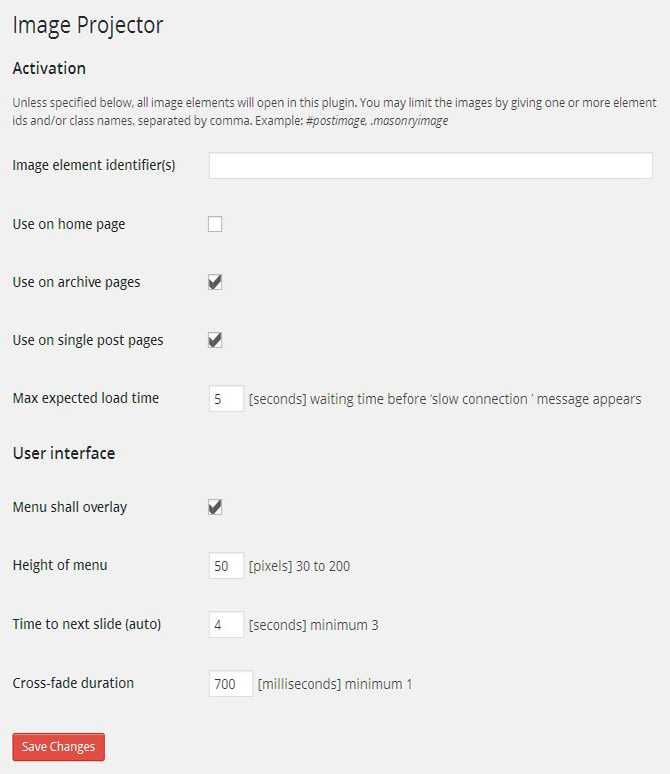 Image Projector
Activation
Unless specified below, all image elements will open in this plugin. You may limit the images by giving one or more element
ids and/or class names, separated by comma. Example: #postimage, .masonryimage
Image element identifier(s)
Use on home page
Use on archive pages
Use on single post pages
Max expected load time 5 [seconds] waiting time before 'slow connection ' message appears
User interface
Menu shall overlay
Height of menu 50 [pixels] 30 to 200
Time to next slide (auto) 4 [seconds] minimum 3
Cross-fade duration 700 [milliseconds] minimum 1
Save Changes